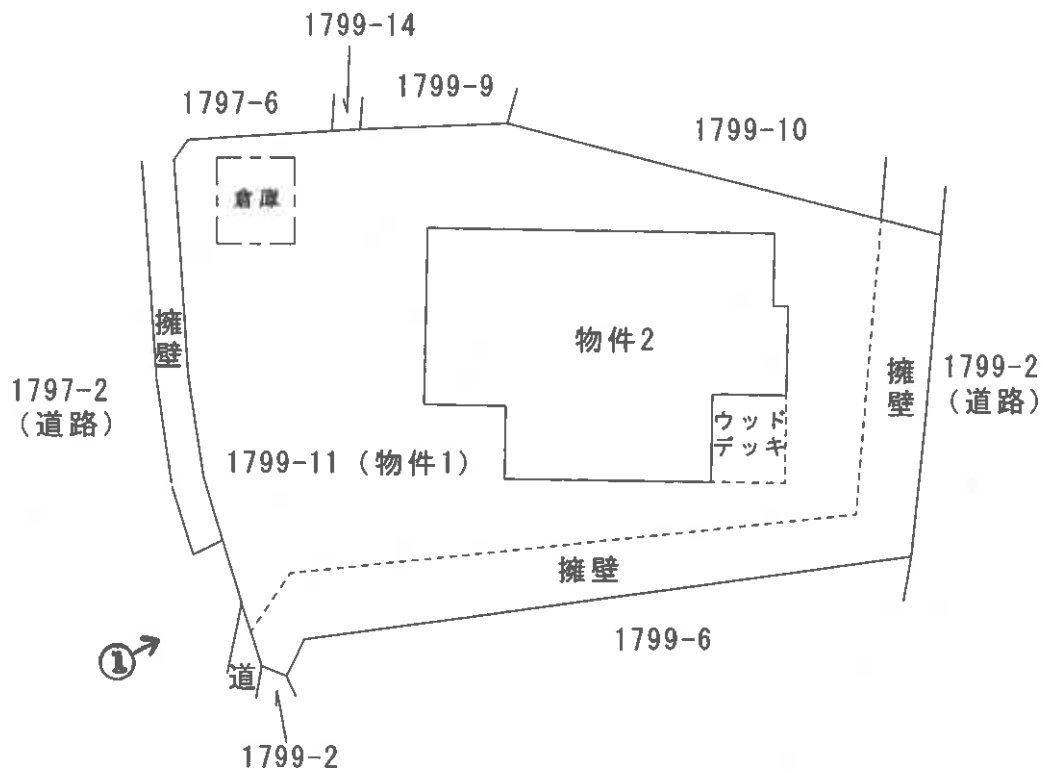 1799-14
1797-6
1799-9
1799-10
倉庫
擁
壁
物件2
1797-2
（道路）
擁
壁
1799-2
（道路）
ウッド
デッキ
1799-11（物件1）
擁壁
1799-6
①
道
1799-2